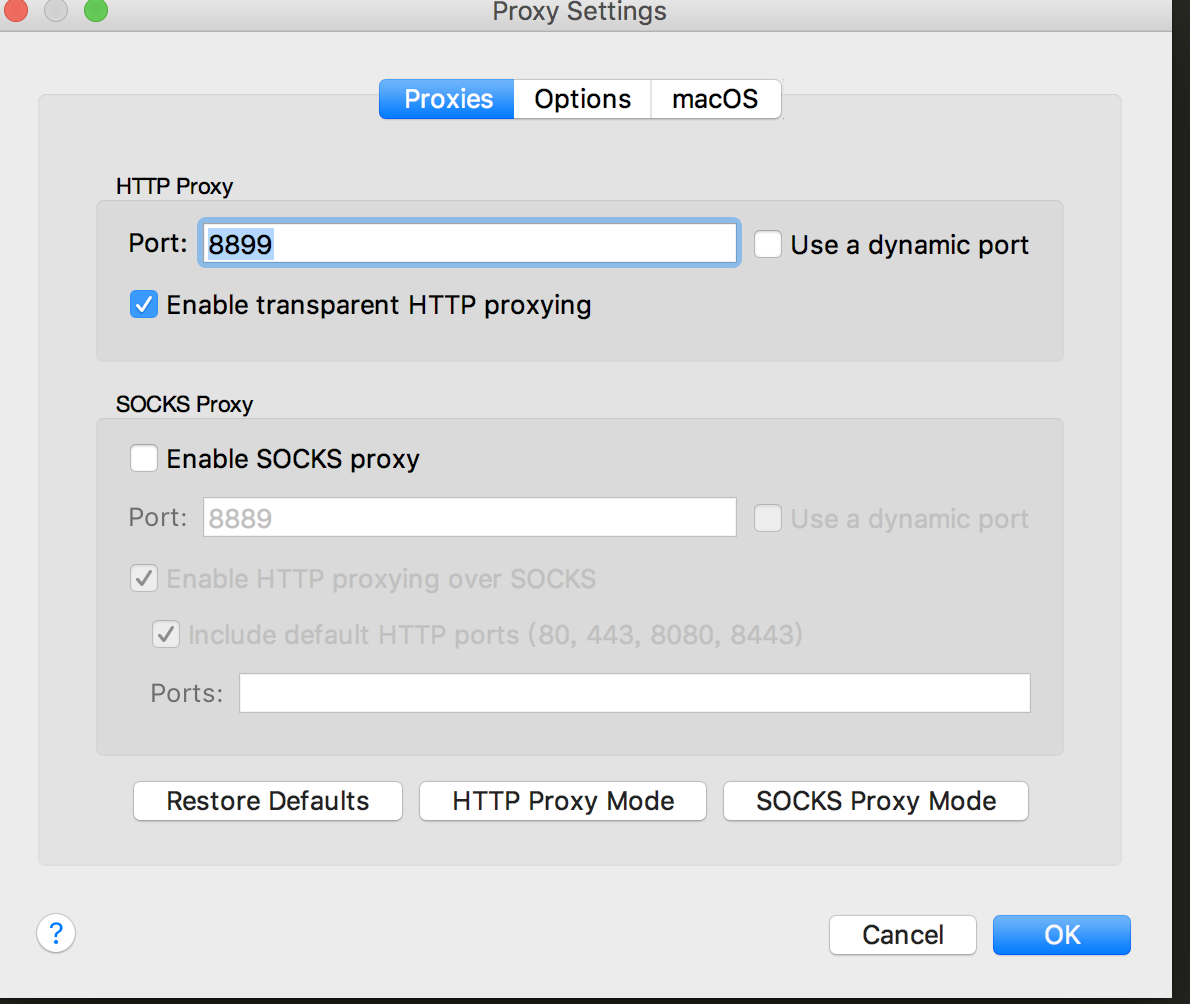 Proxy Settings
Proxies Options macOS
HTTP Proxy
Port: 8899 Use a dynamic port
Enable transparent HTTP proxying
SOCKS Proxy
Enable SOCKS proxy
Port: 8889 Use a dynamic port
Enable HTTP proxying over SOCKS
Include default HTTP ports (80, 443, 8080, 8443)
Ports:
Restore Defaults HTTP Proxy Mode SOCKS Proxy Mode
? Cancel OK